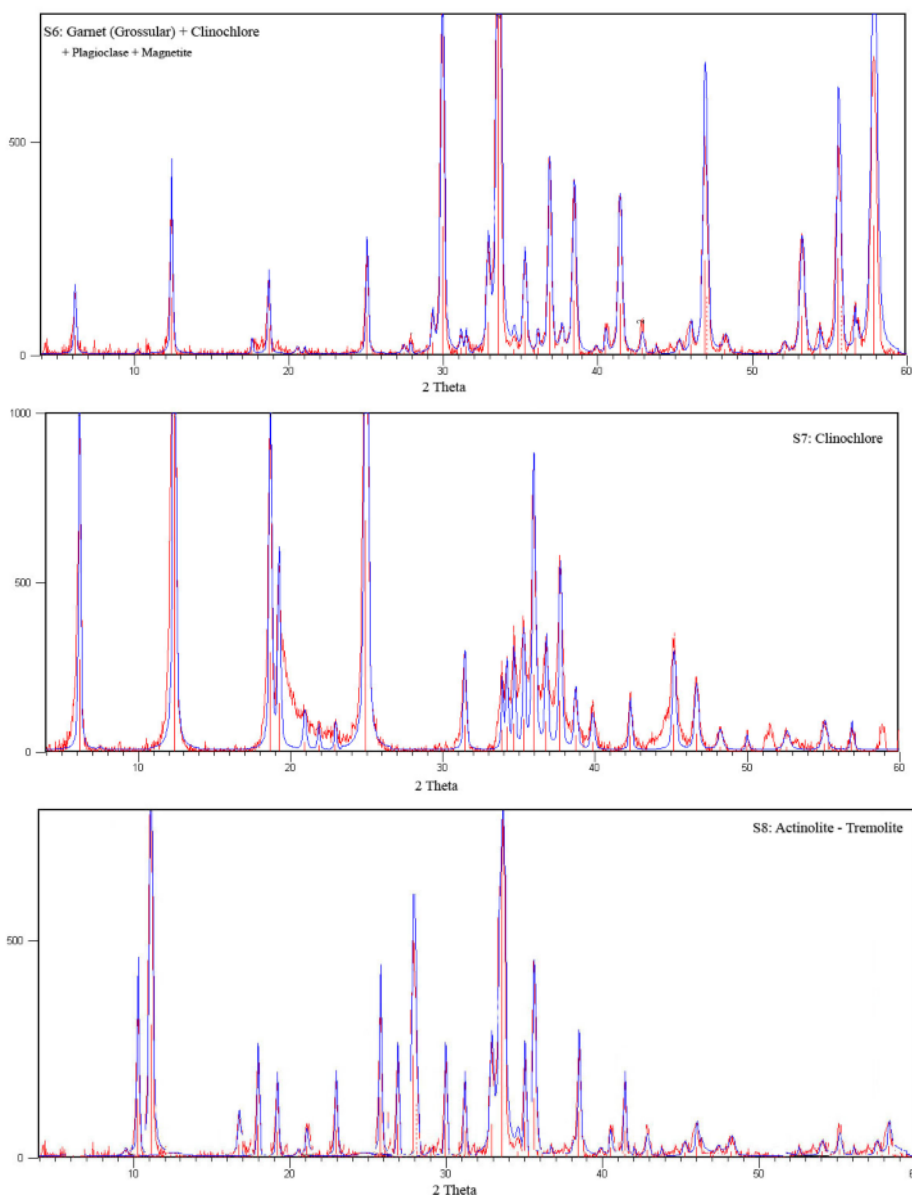 S6: Garnet (Grossular) + Clinochlore
+ Plagioclase + Magnetite
500
0
10 20 30 40 50 60
2 Theta
1000
S7: Clinochlore
500
0
10 20 30 40 50 60
2 Theta
S8: Actinolite - Tremolite
500
0
10 20 30 40 50
2 Theta